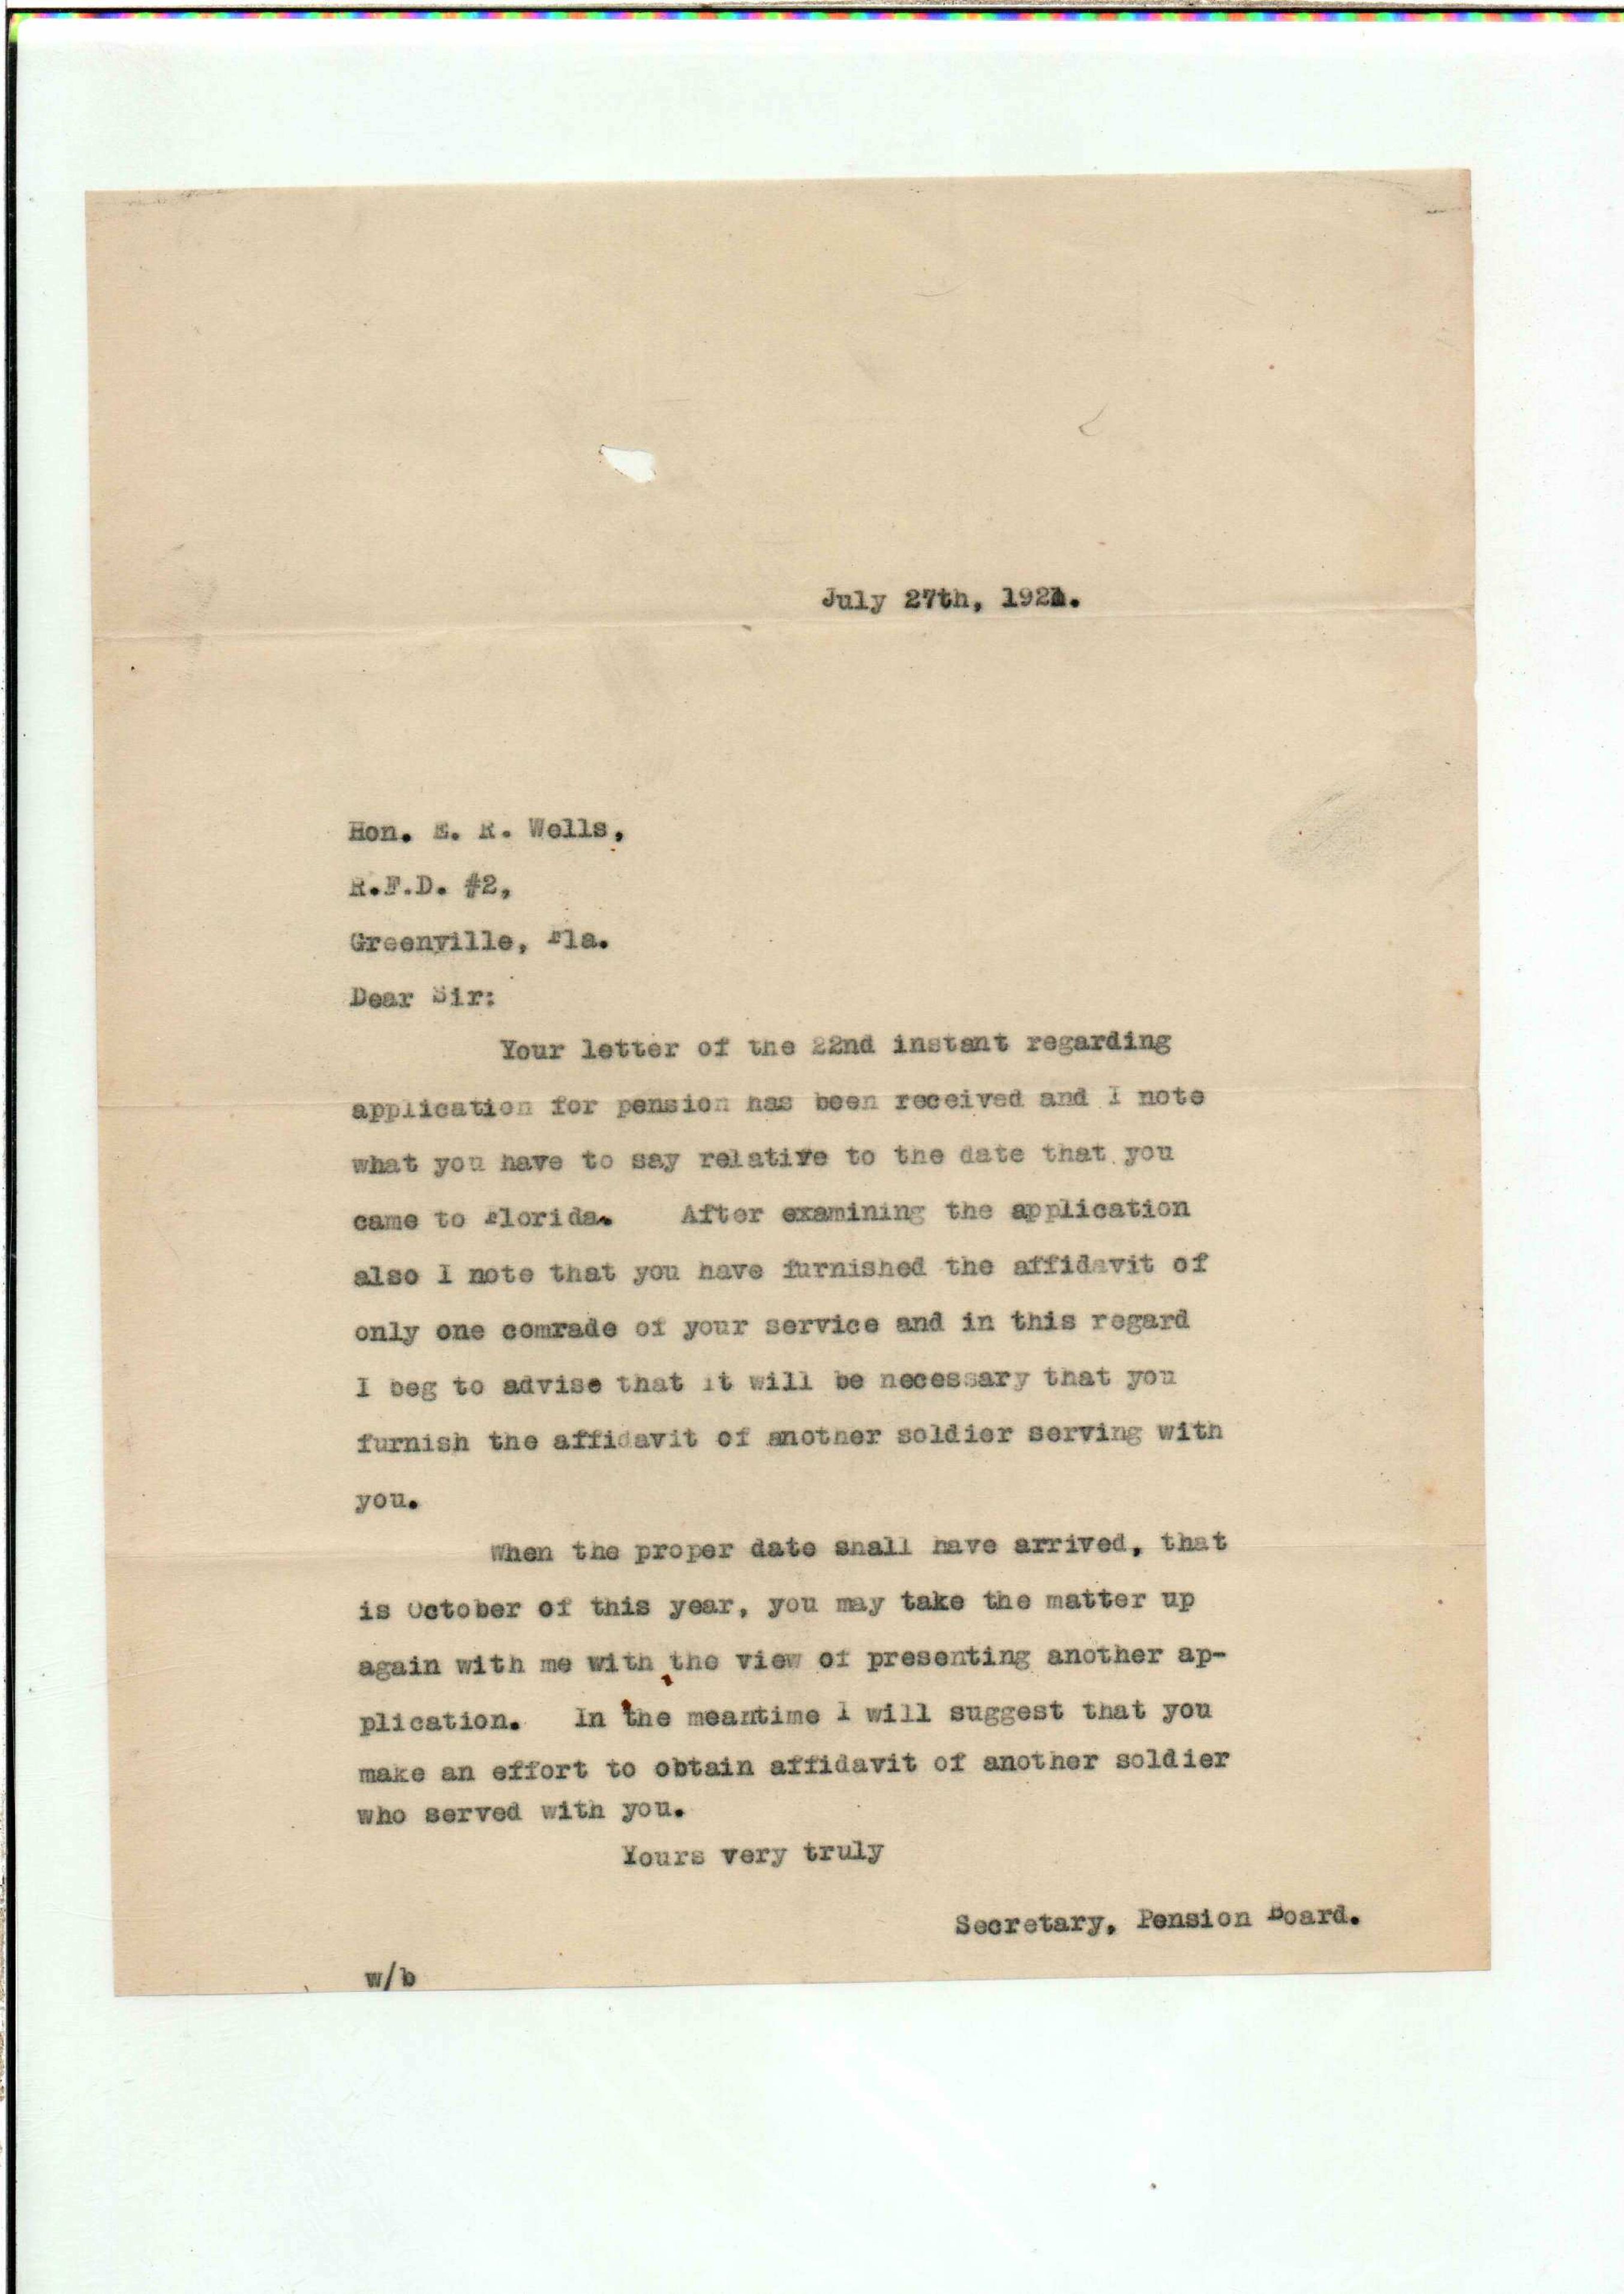 July 27th, 1921.
Hon. E. R. Wells,
R.F.D. #2,
Greenville, Fla.
Dear Sir:
Your letter of the 22nd instant regarding
application for pension has been received and I note
what you have to say relative to the date that you
came to Florida. After examining the application
also I note that you have furnished the affidavit of
only one comrade of your service and in this regard
I beg to advise that it will be necessary that you
furnish the affidavit of another soldier serving with
you.
When the proper date shall have arrived, that
is October of this year, you may take the matter up
again with me with the view of presenting another ap-
plication. In the meantime I will suggest that you
make an effort to obtain affidavit of another soldier
who served with you.
Yours very truly
Secretary, Pension Board.
w/b